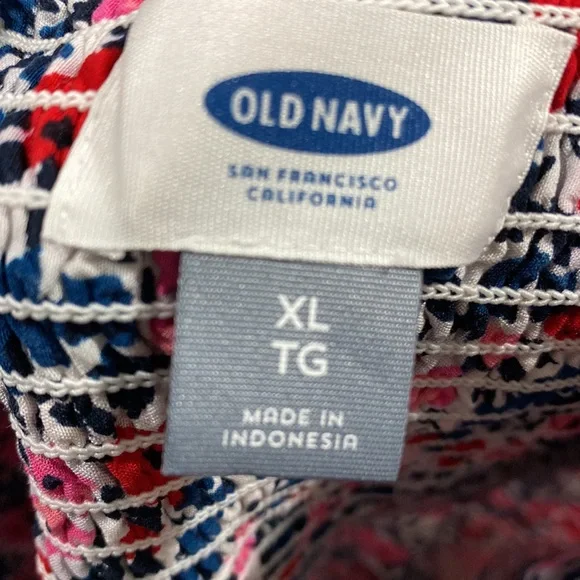 OLD NAVY
SAN FRANCISCO
CALIFORNIA
XL
TG
MADE IN
INDONESIA